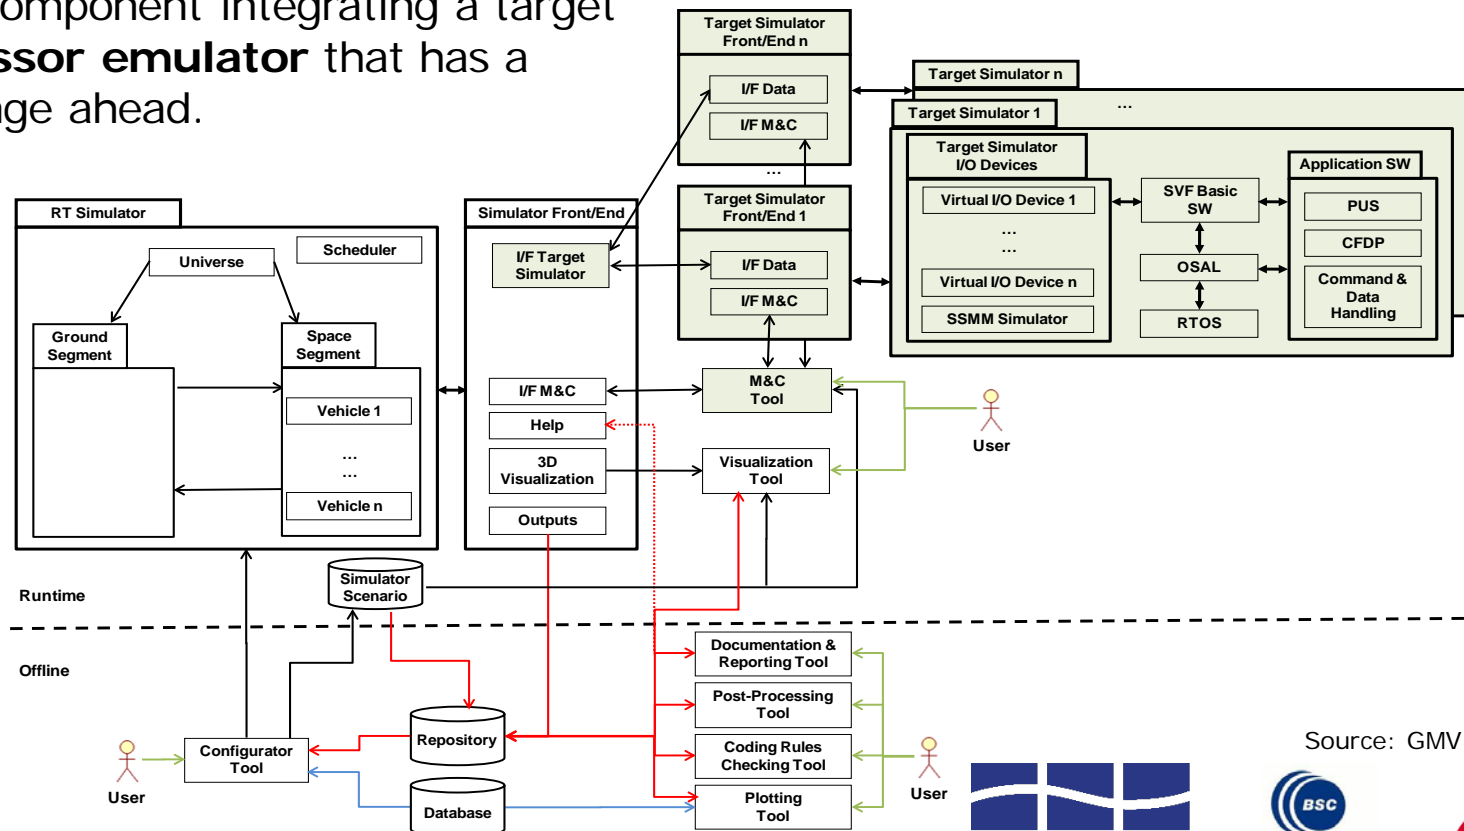 component integrating a target
ssor emulator that has a
nge ahead.
Target Simulator
Front/End n
I/F Data
I/F M&C
...
Target Simulator n
...
Target Simulator 1
Target Simulator
I/O Devices
Virtual I/O Device 1
...
...
Virtual I/O Device n
SSMM Simulator
SVF Basic
SW
OSAL
RTOS
Application SW
PUS
CFDP
Command &
Data
Handling
RT Simulator
Scheduler
Universe
Ground
Segment
Space
Segment
Vehicle 1
...
...
Vehicle n
Simulator Front/End
I/F Target
Simulator
I/F M&C
Help
3D
Visualization
Outputs
Target Simulator
Front/End 1
I/F Data
I/F M&C
M&C
Tool
Visualization
Tool
User
Simulator
Scenario
Runtime
Offline
Documentation &
Reporting Tool
Post-Processing
Tool
Coding Rules
Checking Tool
Plotting
Tool
User
Repository
Database
Configurator
Tool
User
Source: GMV
BSC